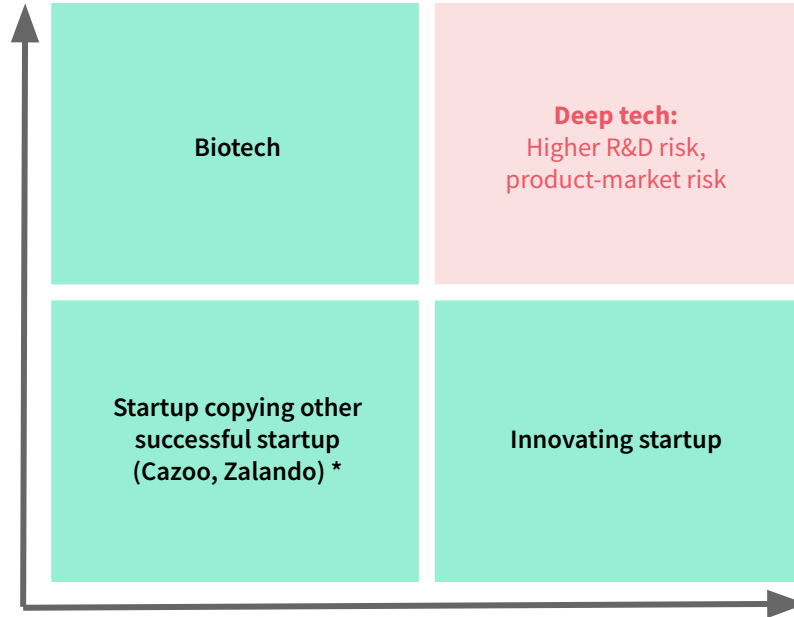 Biotech
Deep tech:
Higher R&D risk,
product-market risk
Startup copying other
successful startup
(Cazoo, Zalando) *
Innovating startup